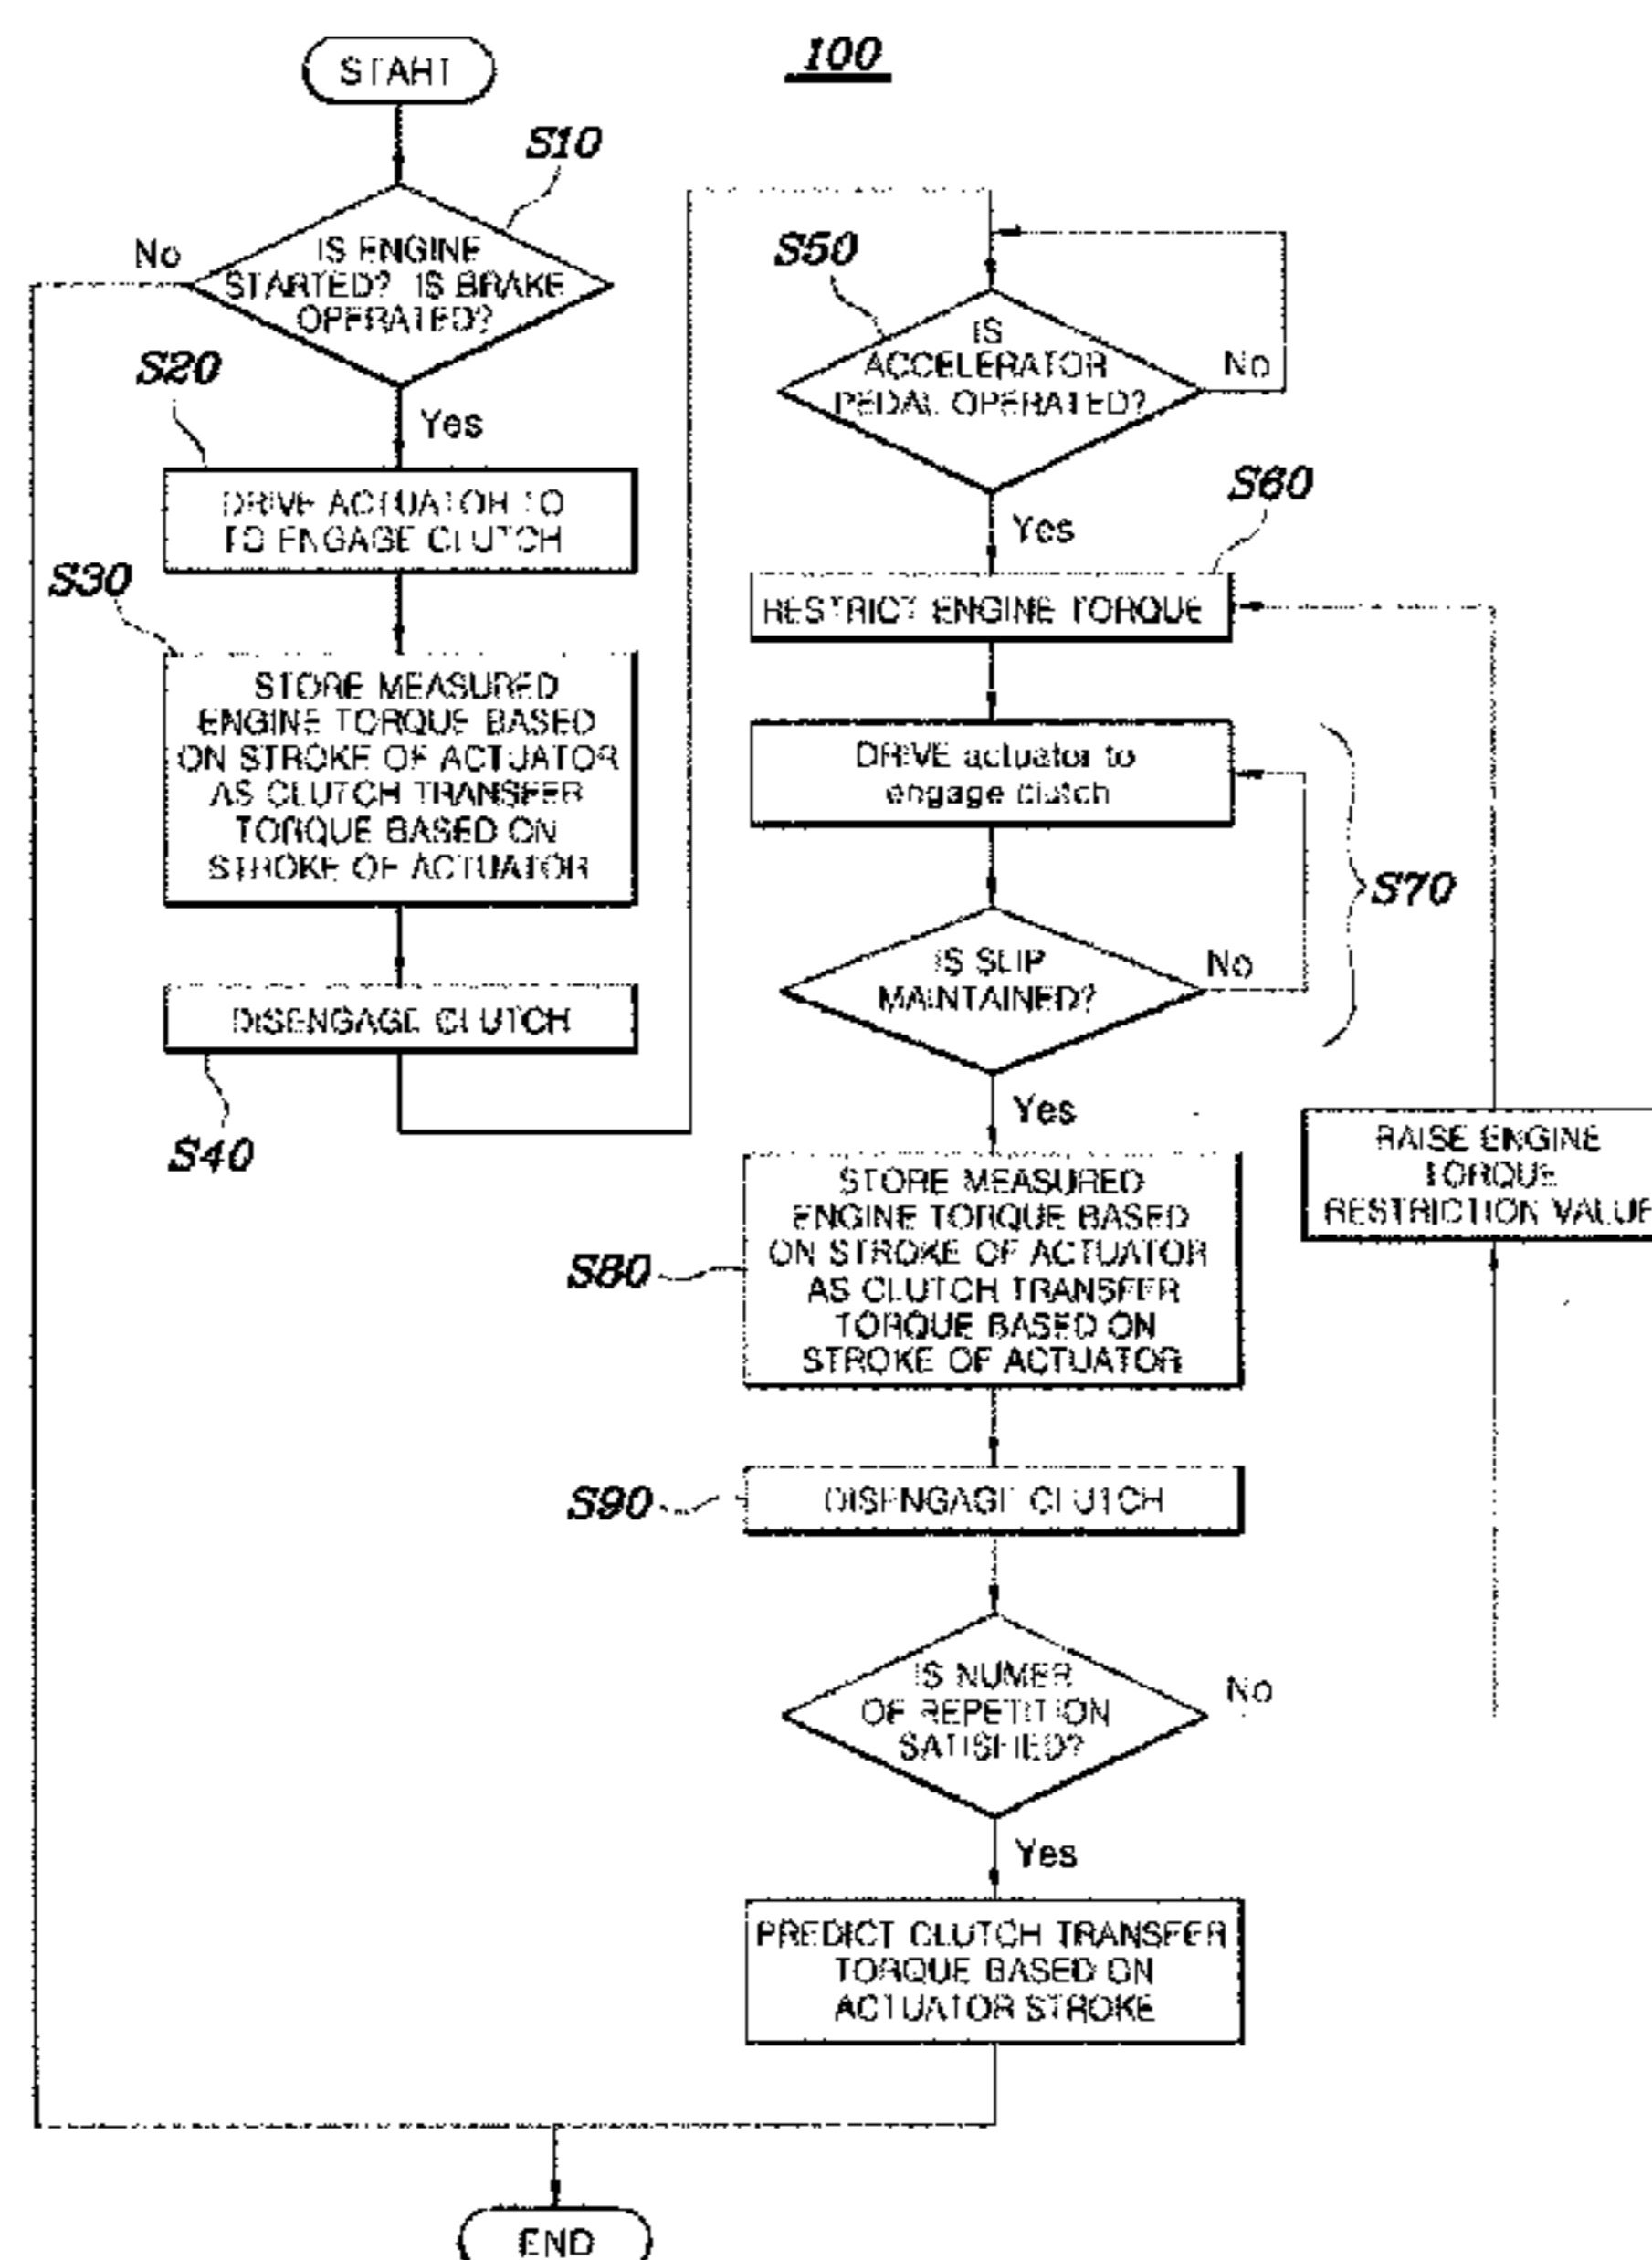 100
START
S10
IS ENGINE
STARTED? IS BRAKE
OPERATED?
No
Yes
S20
DRIVE ACTUATOR TO
TO ENGAGE CLUTCH
S30
STORE MEASURED
ENGINE TORQUE BASED
ON STROKE OF ACTUATOR
AS CLUTCH TRANSFER
TORQUE BASED ON
STROKE OF ACTUATOR
DISENGAGE CLUTCH
S40
S50
IS
ACCELERATOR
PEDAL OPERATED?
No
Yes
S60
RESTRICT ENGINE TORQUE
DRIVE actuator to
engage clutch
S70
IS SLIP
MAINTAINED?
No
Yes
RAISE ENGINE
TORQUE
RESTRICTION VALUE
S80
STORE MEASURED
ENGINE TORQUE BASED
ON STROKE OF ACTUATOR
AS CLUTCH TRANSFER
TORQUE BASED ON
STROKE OF ACTUATOR
S90
DISENGAGE CLUTCH
IS NUMER
OF REPETITION
SATISFIED?
No
Yes
PREDICT CLUTCH TRANSFER
TORQUE BASED ON
ACTUATOR STROKE
END